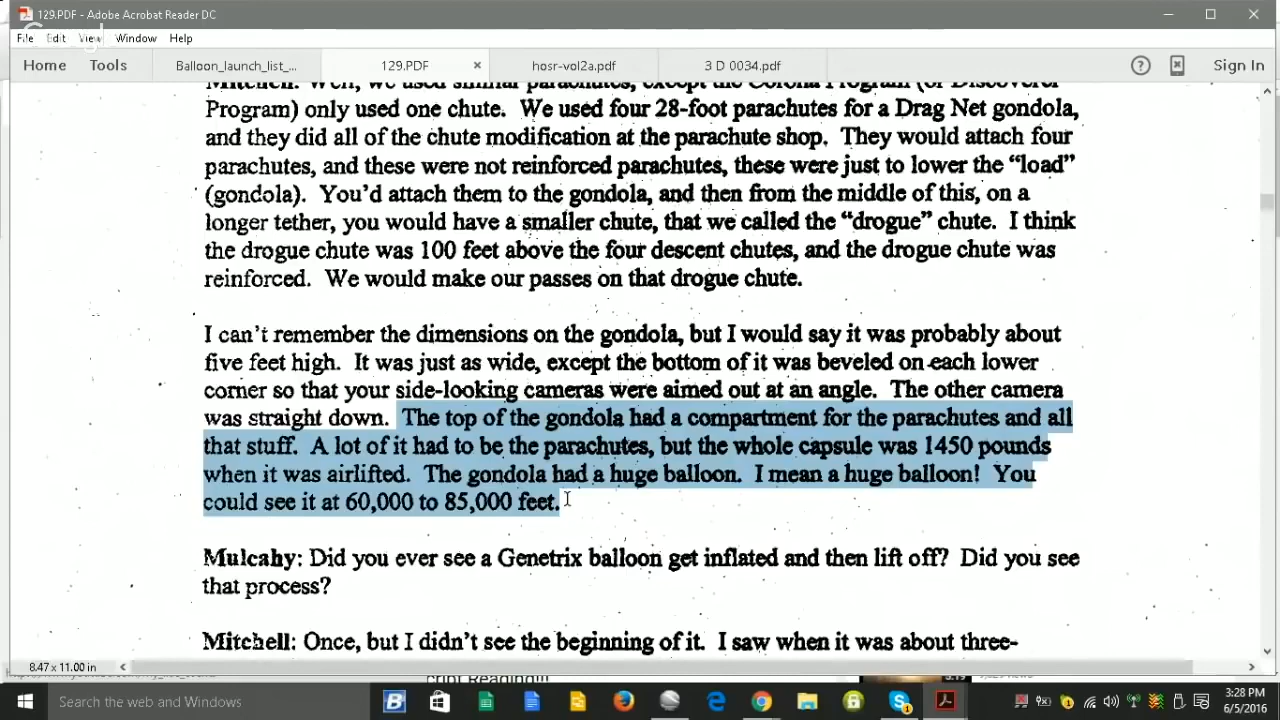 129.PDF - Adobe Acrobat Reader DC
Google
File Edit View Window Help
Home Tools Balloon_launch_list_... 129.PDF × hosr-vol2a.pdf 3 D 0034.pdf Sign In
Mitchell: Well, we used similar parachutes, except the Corona Program (or Discoverer
Program) only used one chute. We used four 28-foot parachutes for a Drag Net gondola,
and they did all of the chute modification at the parachute shop. They would attach four
parachutes, and these were not reinforced parachutes, these were just to lower the “load”
(gondola). You’d attach them to the gondola, and then from the middle of this, on a
longer tether, you would have a smaller chute, that we called the “drogue” chute. I think
the drogue chute was 100 feet above the four descent chutes, and the drogue chute was
reinforced. We would make our passes on that drogue chute.
I can’t remember the dimensions on the gondola, but I would say it was probably about
five feet high. It was just as wide, except the bottom of it was beveled on each lower
corner so that your side-looking cameras were aimed out at an angle. The other camera
was straight down. The top of the gondola had a compartment for the parachutes and all
that stuff. A lot of it had to be the parachutes, but the whole capsule was 1450 pounds
when it was airlifted. The gondola had a huge balloon. I mean a huge balloon! You
could see it at 60,000 to 85,000 feet.
Mulcahy: Did you ever see a Genetrix balloon get inflated and then lift off? Did you see
that process?
Mitchell: Once, but I didn’t see the beginning of it. I saw when it was about three-
8.47 x 11.00 in
Reading!!!
Search the web and Windows
3:28 PM
6/5/2016